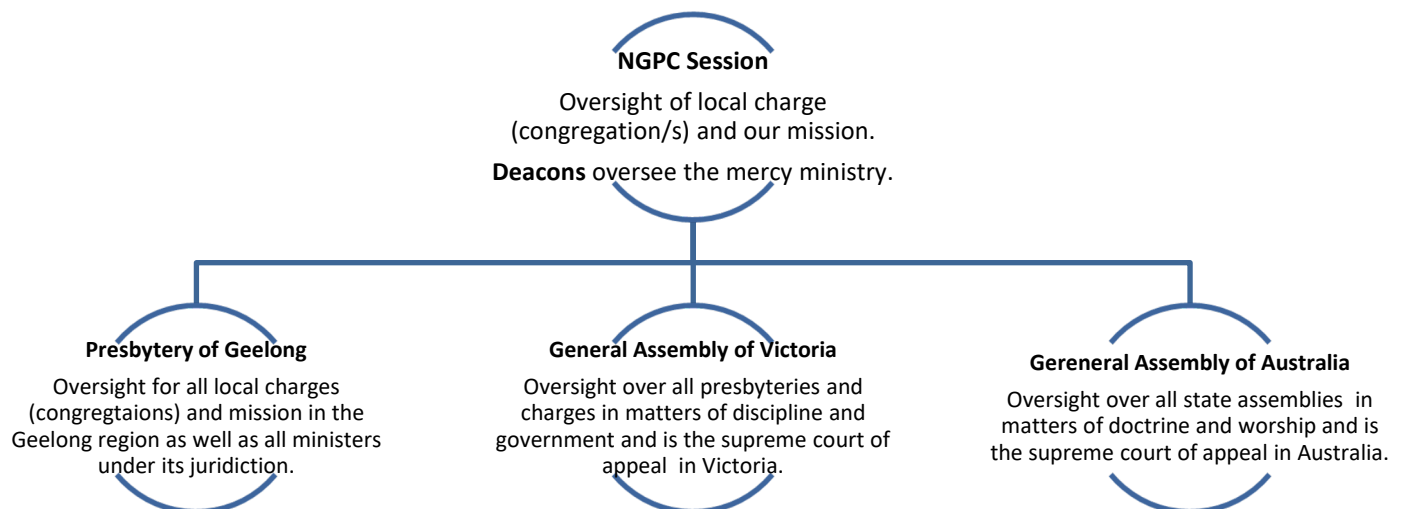 NGPC Session
Oversight of local charge
(congregation/s) and our mission.
Deacons oversee the mercy ministry.
Presbytery of Geelong
Oversight for all local charges
(congregtaions) and mission in the
Geelong region as well as all ministers
under its juridiction.
General Assembly of Victoria
Oversight over all presbyteries and
charges in matters of discipline and
government and is the supreme court of
appeal in Victoria.
Gereneral Assembly of Australia
Oversight over all state assemblies in
matters of doctrine and worship and is
the supreme court of appeal in Australia.